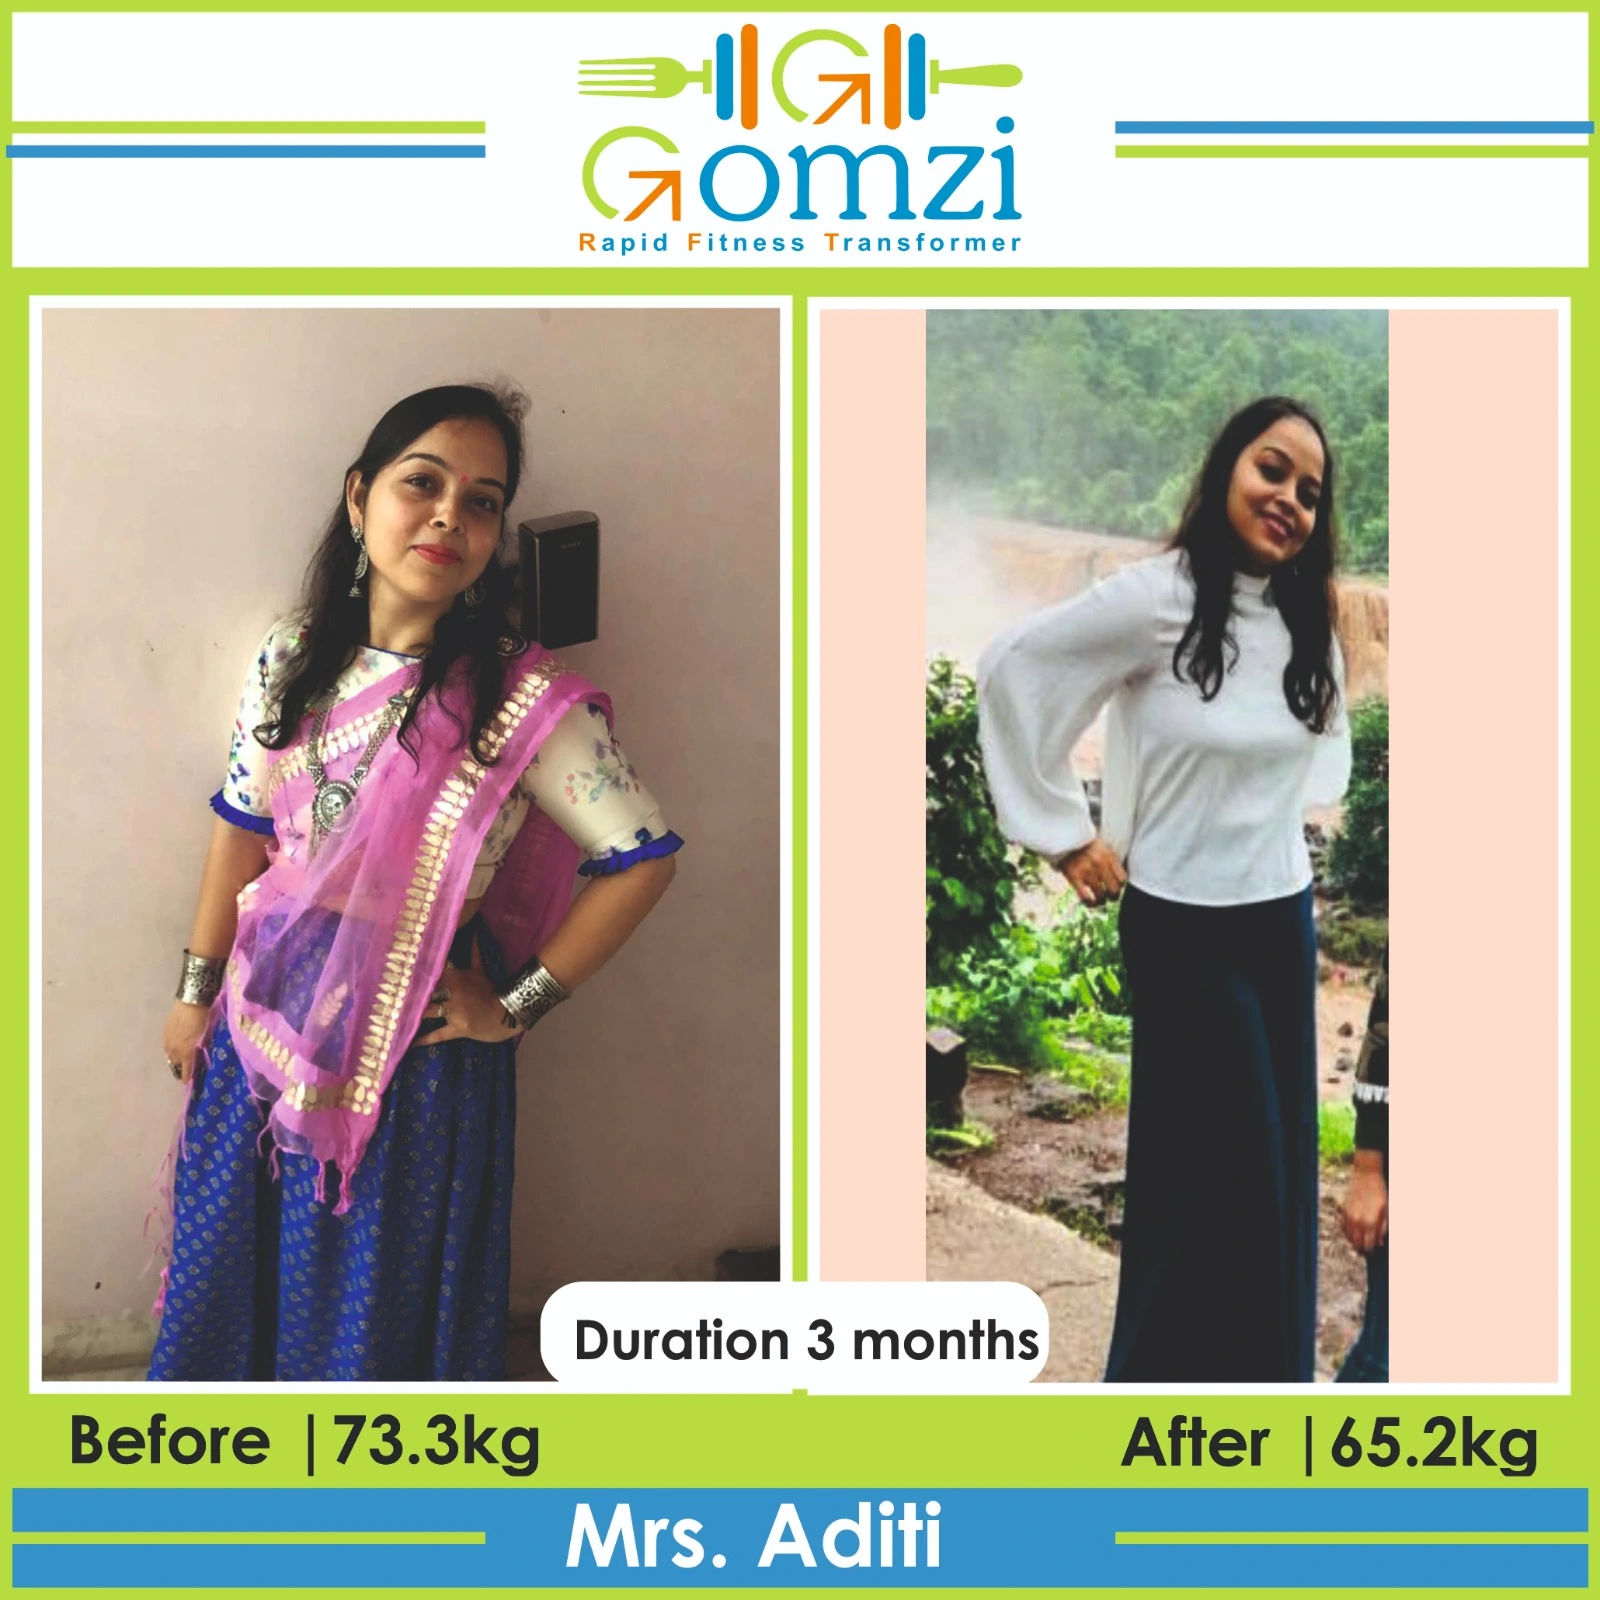 G
Gomzi
Rapid Fitness Transformer
Duration 3 months
Before |73.3kg
After |65.2kg
Mrs. Aditi